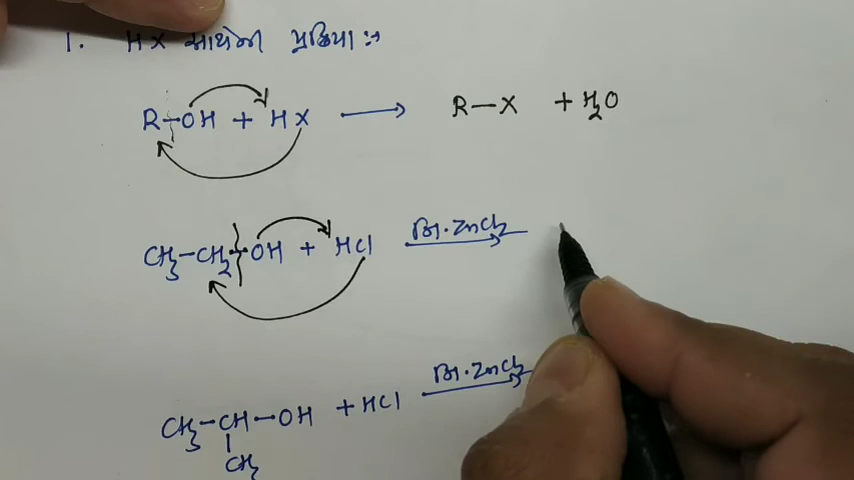 1. HX સાથેની પ્રક્રિયા :→
R–OH + HX ⟶ R–X + H₂O
CH₃–CH₂–OH + HCl ⟶ નિ.ZnCl₂
CH₃–CH–OH + HCl ⟶ નિ.ZnCl₂
CH₃